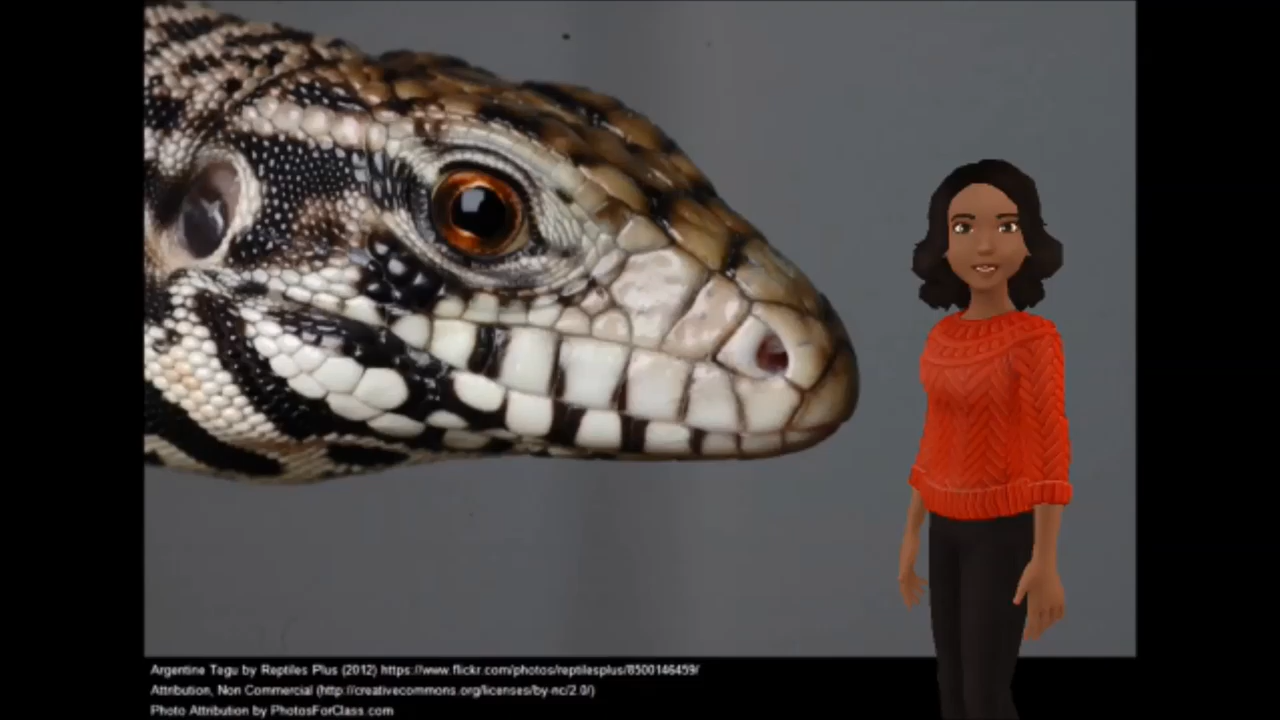 Argentine Tegu by Reptiles Plus (2012) https://www.flickr.com/photos/reptilesplus/8500146459/
Attribution, Non Commercial (http://creativecommons.org/licenses/by-nc/2.0/)
Photo Attribution by PhotosForClass.com